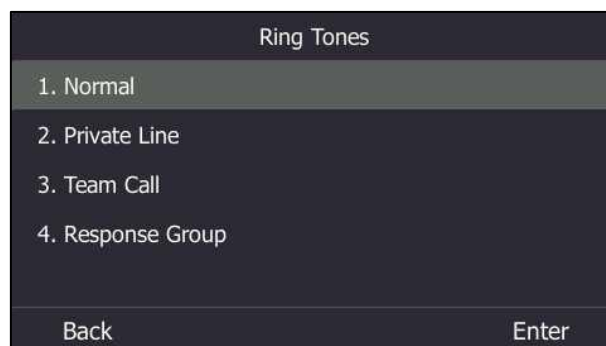 Ring Tones
1. Normal
2. Private Line
3. Team Call
4. Response Group
Back Enter